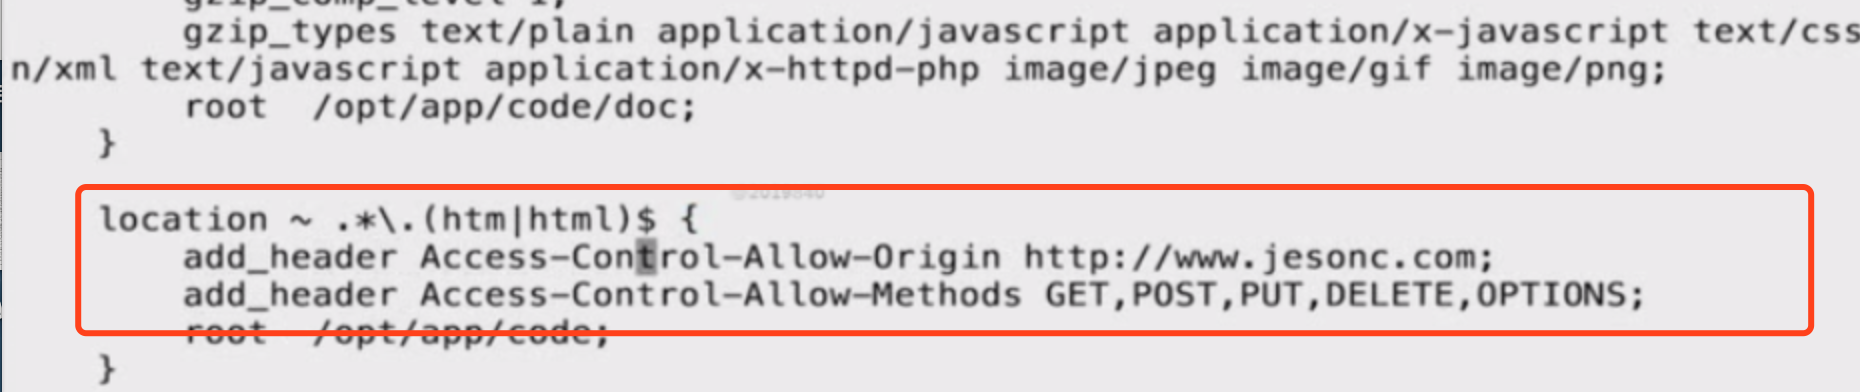 gzip_comp_level 1;
gzip_types text/plain application/javascript application/x-javascript text/css
n/xml text/javascript application/x-httpd-php image/jpeg image/gif image/png;
root  /opt/app/code/doc;
}
location ~ .*\.(htm|html)$ {
add_header Access-Control-Allow-Origin http://www.jesonc.com;
add_header Access-Control-Allow-Methods GET,POST,PUT,DELETE,OPTIONS;
root  /opt/app/code;
}